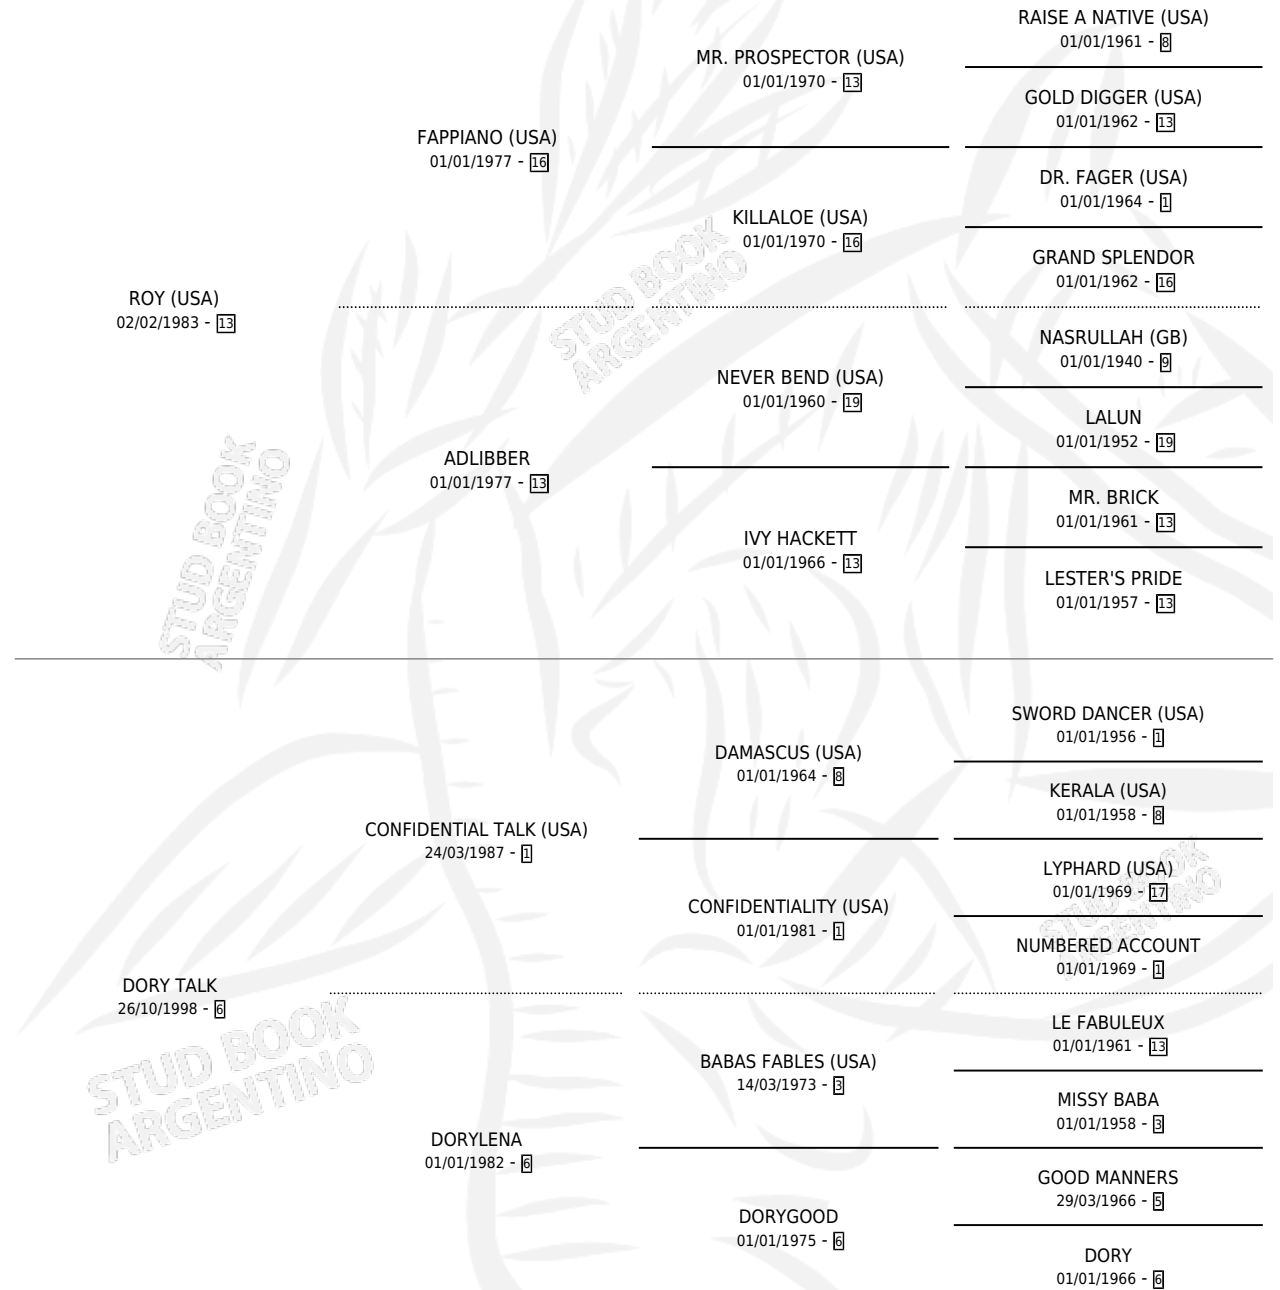 RAISE A NATIVE (USA)
01/01/1961 - 8
MR. PROSPECTOR (USA)
01/01/1970 - 13
GOLD DIGGER (USA)
01/01/1962 - 13
FAPPIANO (USA)
01/01/1977 - 16
DR. FAGER (USA)
01/01/1964 - 1
KILLALOE (USA)
01/01/1970 - 16
GRAND SPLENDOR
01/01/1962 - 16
ROY (USA)
02/02/1983 - 13
STUD BOOK
ARGENTINO
NASRULLAH (GB)
01/01/1940 - 9
NEVER BEND (USA)
01/01/1960 - 19
LALUN
01/01/1952 - 19
ADLIBBER
01/01/1977 - 13
MR. BRICK
01/01/1961 - 13
IVY HACKETT
01/01/1966 - 13
LESTER'S PRIDE
01/01/1957 - 13
STUD BOOK
ARGENTINO
SWORD DANCER (USA)
01/01/1956 - 1
DAMASCUS (USA)
01/01/1964 - 8
KERALA (USA)
01/01/1958 - 8
CONFIDENTIAL TALK (USA)
24/03/1987 - 1
LYPHARD (USA)
01/01/1969 - 17
CONFIDENTIALITY (USA)
01/01/1981 - 1
STUD BOOK
ARGENTINO
NUMBERED ACCOUNT
01/01/1969 - 1
DORY TALK
26/10/1998 - 6
LE FABULEUX
01/01/1961 - 13
BABAS FABLES (USA)
14/03/1973 - 3
STUD BOOK
ARGENTINO
MISSY BABA
01/01/1958 - 3
DORYLENA
01/01/1982 - 6
GOOD MANNERS
29/03/1966 - 5
DORYGOOD
01/01/1975 - 6
DORY
01/01/1966 - 6